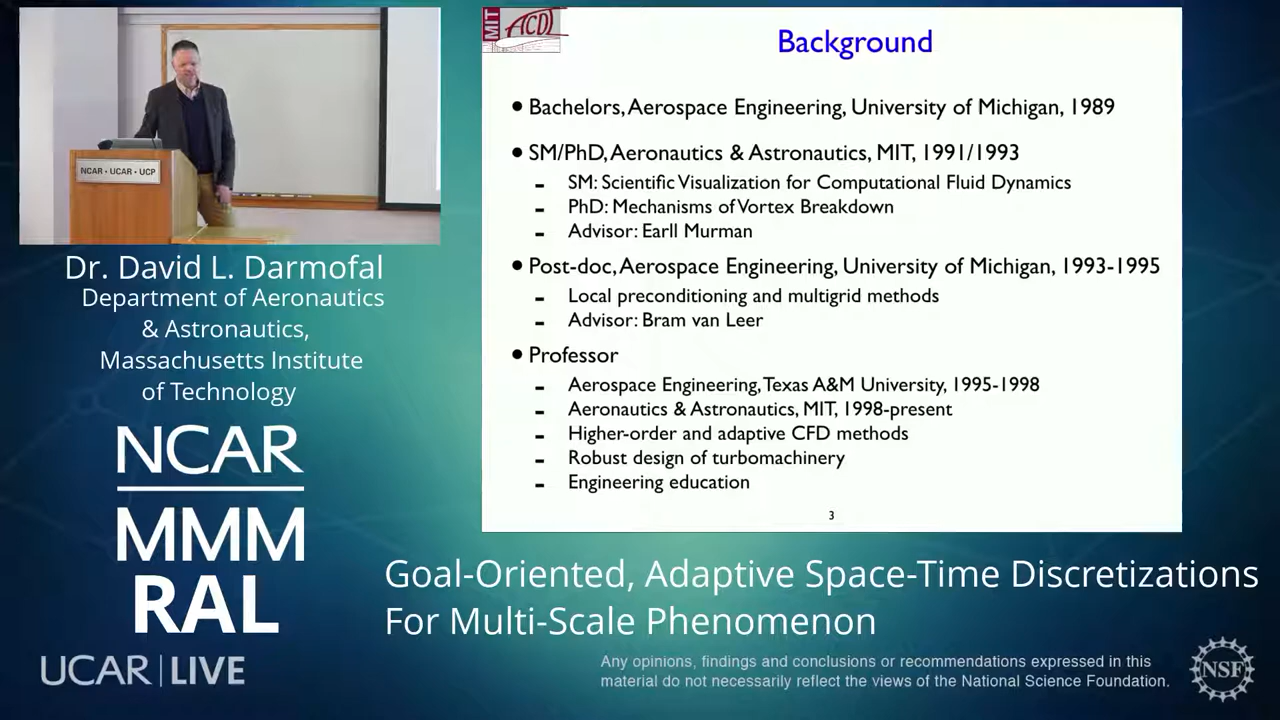 NCAR • UCAR • UCP
Dr. David L. Darmofal
Department of Aeronautics
& Astronautics,
Massachusetts Institute
of Technology
NCAR
MMM
RAL
UCAR | LIVE
MIT ACDL
Background
• Bachelors, Aerospace Engineering, University of Michigan, 1989
• SM/PhD, Aeronautics & Astronautics, MIT, 1991/1993
- SM: Scientific Visualization for Computational Fluid Dynamics
- PhD: Mechanisms of Vortex Breakdown
- Advisor: Earll Murman
• Post-doc, Aerospace Engineering, University of Michigan, 1993-1995
- Local preconditioning and multigrid methods
- Advisor: Bram van Leer
• Professor
- Aerospace Engineering, Texas A&M University, 1995-1998
- Aeronautics & Astronautics, MIT, 1998-present
- Higher-order and adaptive CFD methods
- Robust design of turbomachinery
- Engineering education
3
Goal-Oriented, Adaptive Space-Time Discretizations
For Multi-Scale Phenomenon
Any opinions, findings and conclusions or recommendations expressed in this
material do not necessarily reflect the views of the National Science Foundation.
NSF